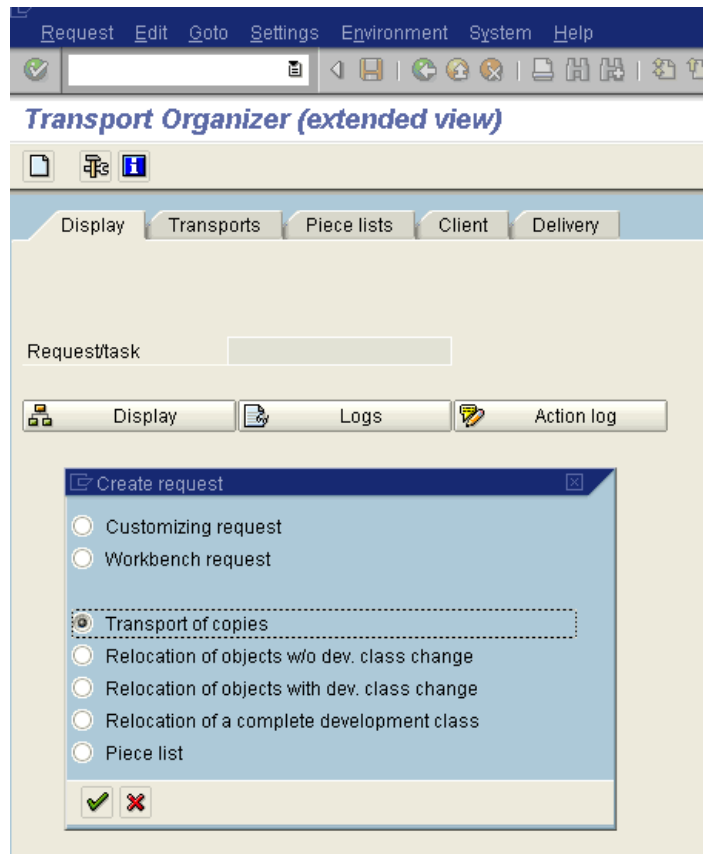 Request Edit Goto Settings Environment System Help
Transport Organizer (extended view)
Display Transports Piece lists Client Delivery
Request/task
Display Logs Action log
Create request
Customizing request
Workbench request
Transport of copies
Relocation of objects w/o dev. class change
Relocation of objects with dev. class change
Relocation of a complete development class
Piece list